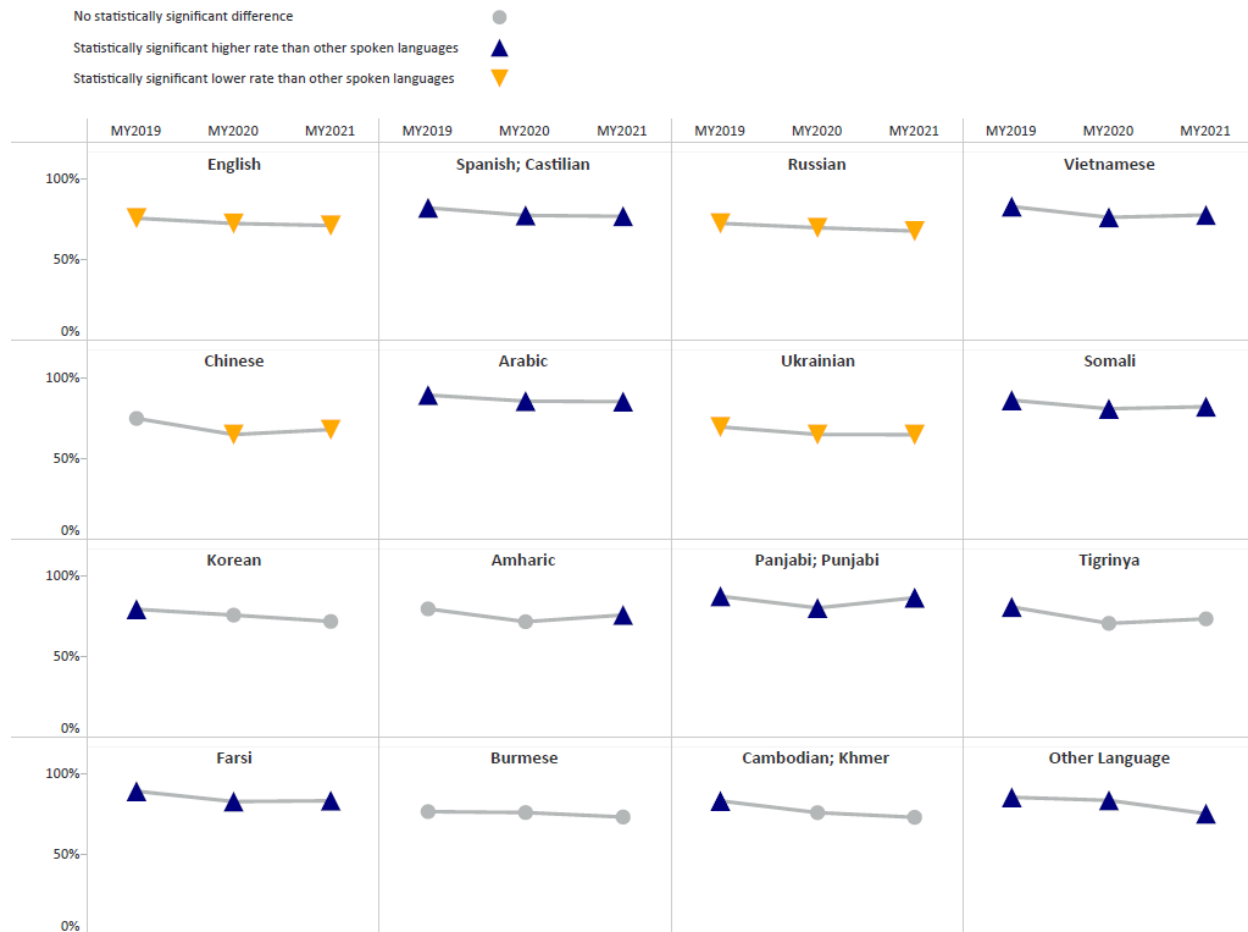 No statistically significant difference
Statistically significant higher rate than other spoken languages
Statistically significant lower rate than other spoken languages
MY2019 MY2020 MY2021 MY2019 MY2020 MY2021 MY2019 MY2020 MY2021 MY2019 MY2020 MY2021
English Spanish; Castilian Russian Vietnamese
100%
50%
0%
Chinese Arabic Ukrainian Somali
100%
50%
0%
Korean Amharic Panjabi; Punjabi Tigrinya
100%
50%
0%
Farsi Burmese Cambodian; Khmer Other Language
100%
50%
0%